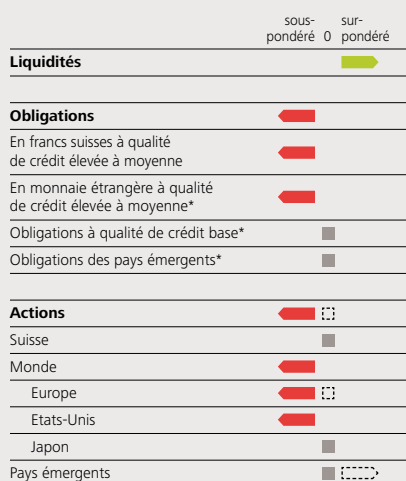 sous-
pondéré 0 sur-
pondéré
Liquidités
Obligations
En francs suisses à qualité
de crédit élevée à moyenne
En monnaie étrangère à qualité
de crédit élevée à moyenne*
Obligations à qualité de crédit base*
Obligations des pays émergents*
Actions
Suisse
Monde
Europe
Etats-Unis
Japon
Pays émergents